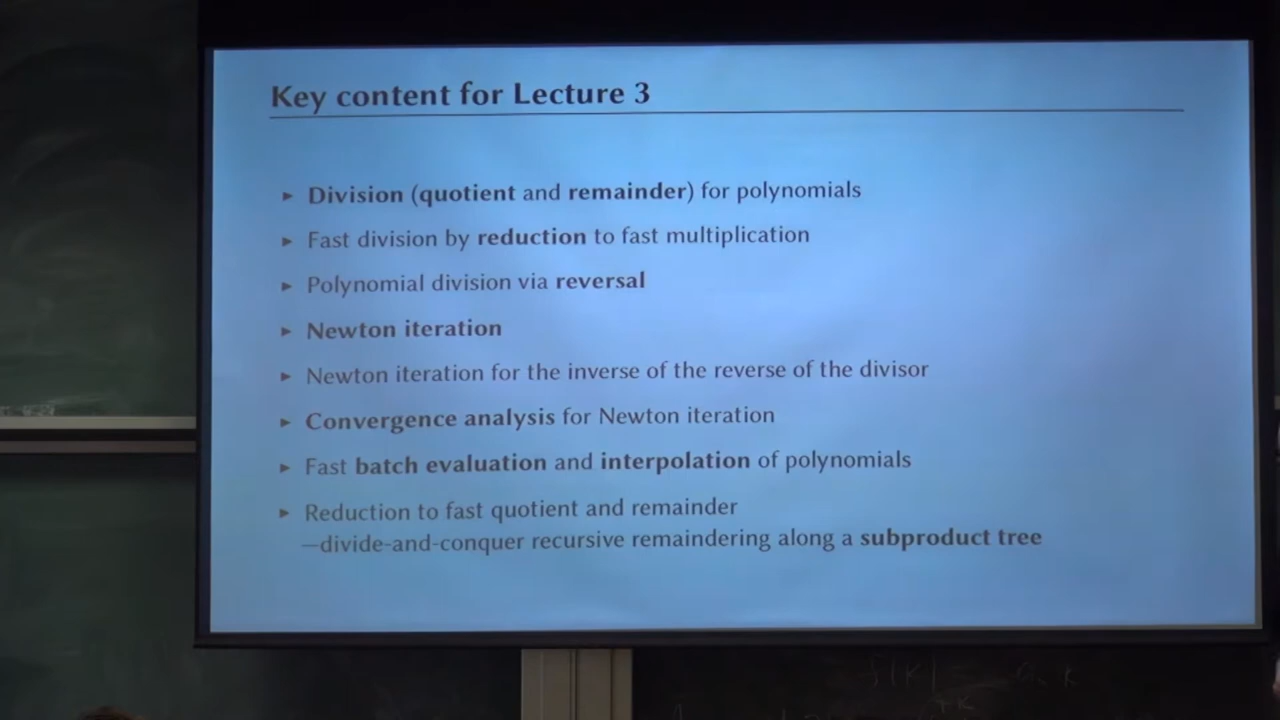 Key content for Lecture 3
► Division (quotient and remainder) for polynomials
► Fast division by reduction to fast multiplication
► Polynomial division via reversal
► Newton iteration
► Newton iteration for the inverse of the reverse of the divisor
► Convergence analysis for Newton iteration
► Fast batch evaluation and interpolation of polynomials
► Reduction to fast quotient and remainder
—divide-and-conquer recursive remaindering along a subproduct tree